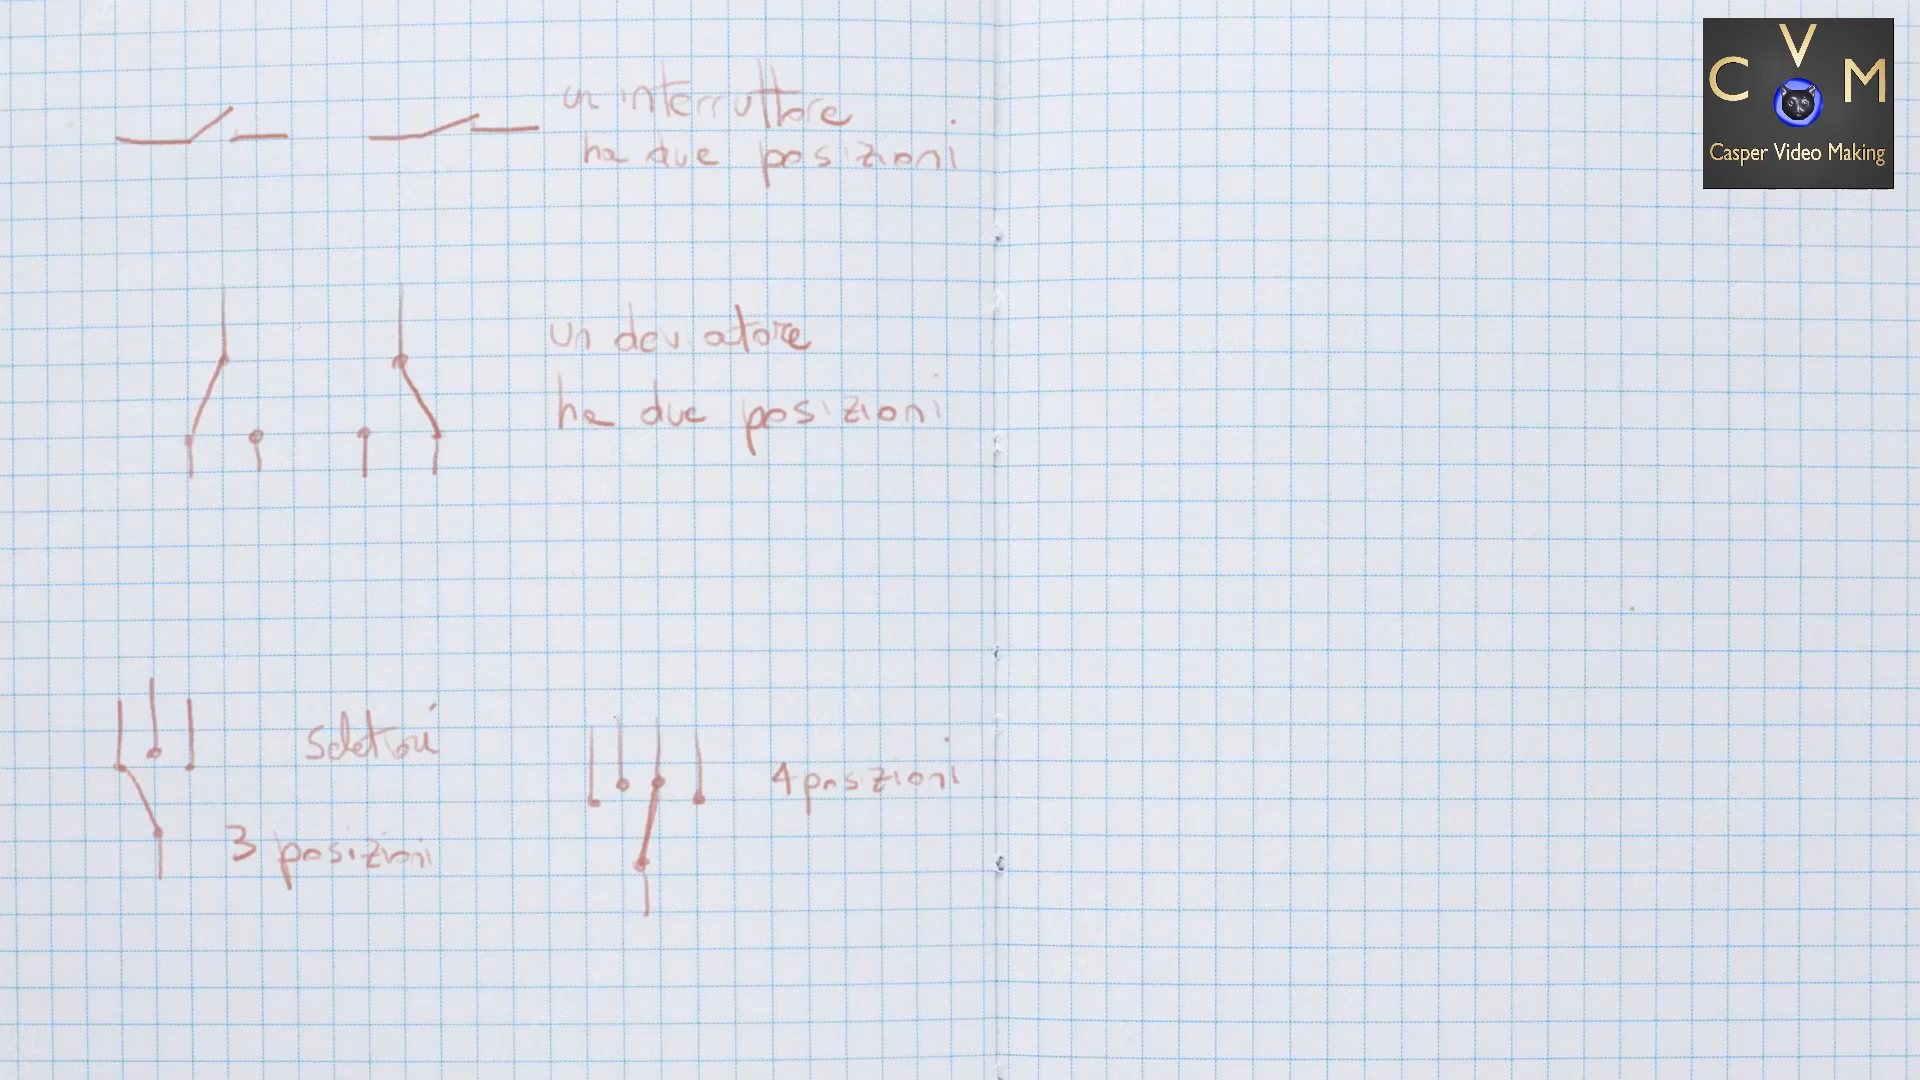 un interruttore
ha due posizioni
un deviatore
ha due posizioni
selettori
3 posizioni
4 posizioni
C V M
Casper Video Making